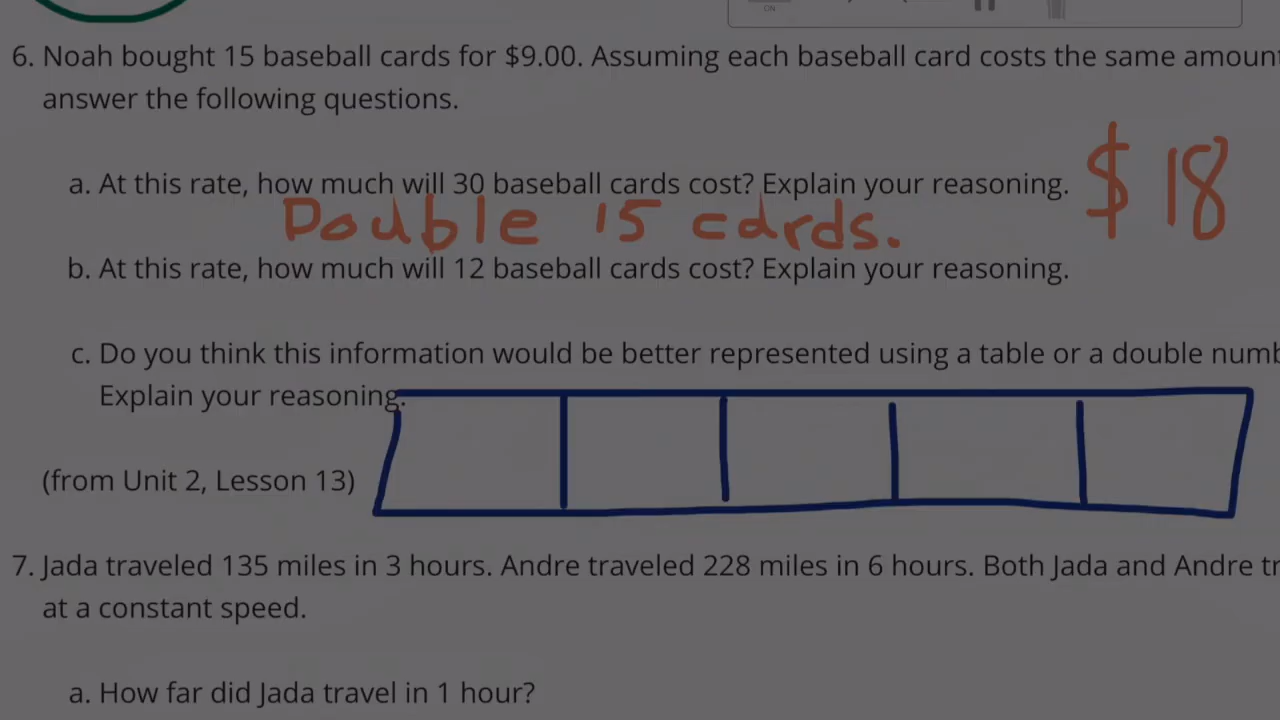 ON
6. Noah bought 15 baseball cards for $9.00. Assuming each baseball card costs the same amoun
answer the following questions.
a. At this rate, how much will 30 baseball cards cost? Explain your reasoning. $18
Double 15 cards.
b. At this rate, how much will 12 baseball cards cost? Explain your reasoning.
c. Do you think this information would be better represented using a table or a double numb
Explain your reasoning.
(from Unit 2, Lesson 13)
7. Jada traveled 135 miles in 3 hours. Andre traveled 228 miles in 6 hours. Both Jada and Andre tr
at a constant speed.
a. How far did Jada travel in 1 hour?